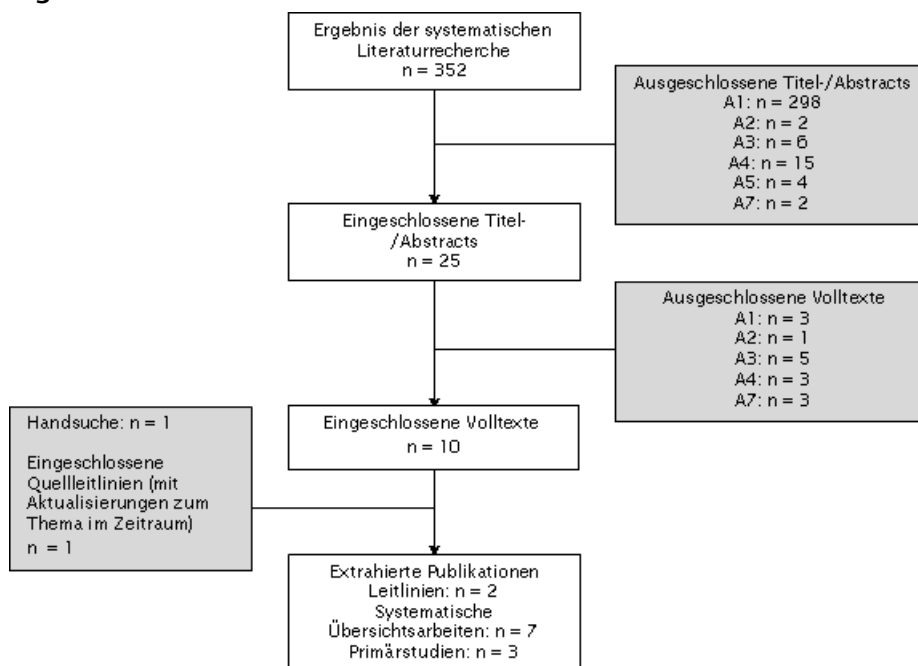 Ergebnis der systematischen
Literaturrecherche
n = 352
Ausgeschlossene Titel-/Abstracts
A1: n = 298
A2: n = 2
A3: n = 6
A4: n = 15
A5: n = 4
A7: n = 2
Eingeschlossene Titel-
/Abstracts
n = 25
Ausgeschlossene Volltexte
A1: n = 3
A2: n = 1
A3: n = 5
A4: n = 3
A7: n = 3
Eingeschlossene Volltexte
n = 10
Handsuche: n = 1
Eingeschlossene
Quellleitlinien (mit
Aktualisierungen zum
Thema im Zeitraum)
n = 1
Extrahierte Publikationen
Leitlinien: n = 2
Systematische
Übersichtsarbeiten: n = 7
Primärstudien: n = 3